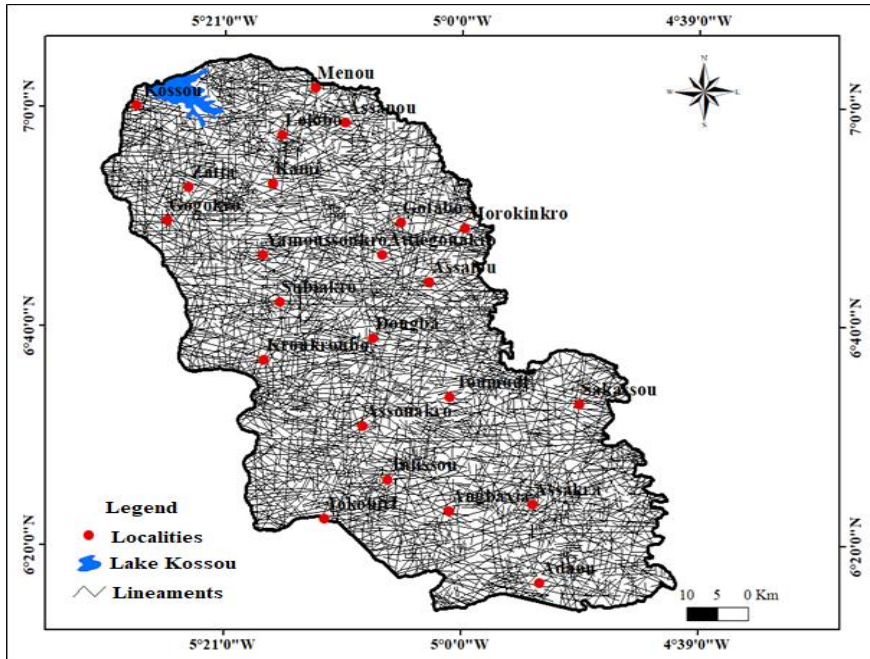 5°21'0"W 5°0'0"W 4°39'0"W
7°0'0"N
6°40'0"N
6°20'0"N
7°0'0"N
6°40'0"N
6°20'0"N
N
W
S
Kossou
Menou
Assanou
Lolobo
Zatta
Kami
Gogokro
Golabo
Morokinkro
Yamoussoukro
Attiegouakro
Assabou
Subiakro
Dougba
Toumodi
Sakassou
Assouakro
Angbavia
Assakra
Adaou
Legend
Localities
Lake Kossou
Lineaments
10 5 0 Km
5°21'0"W 5°0'0"W 4°39'0"W